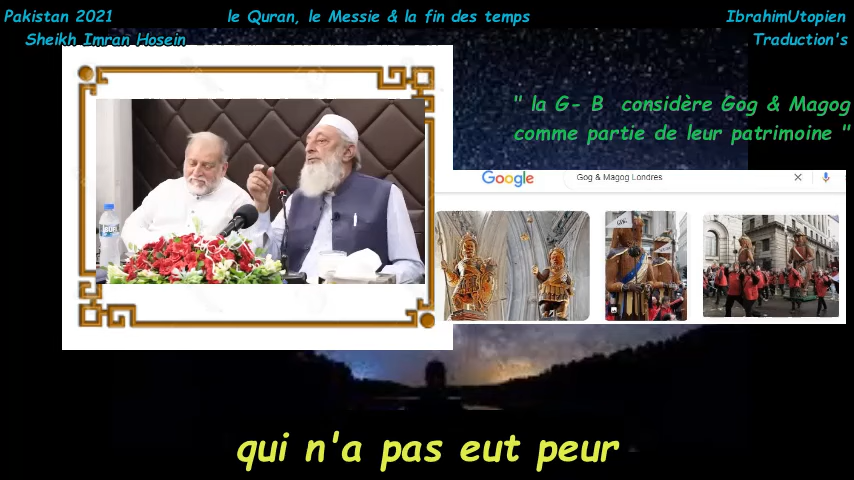 Pakistan 2021 le Quran, le Messie & la fin des temps IbrahimUtopien
Sheikh Imran Hosein Traduction's
" la G- B considère Gog & Magog
comme partie de leur patrimoine "
Google Gog & Magog Londres
qui n'a pas eut peur